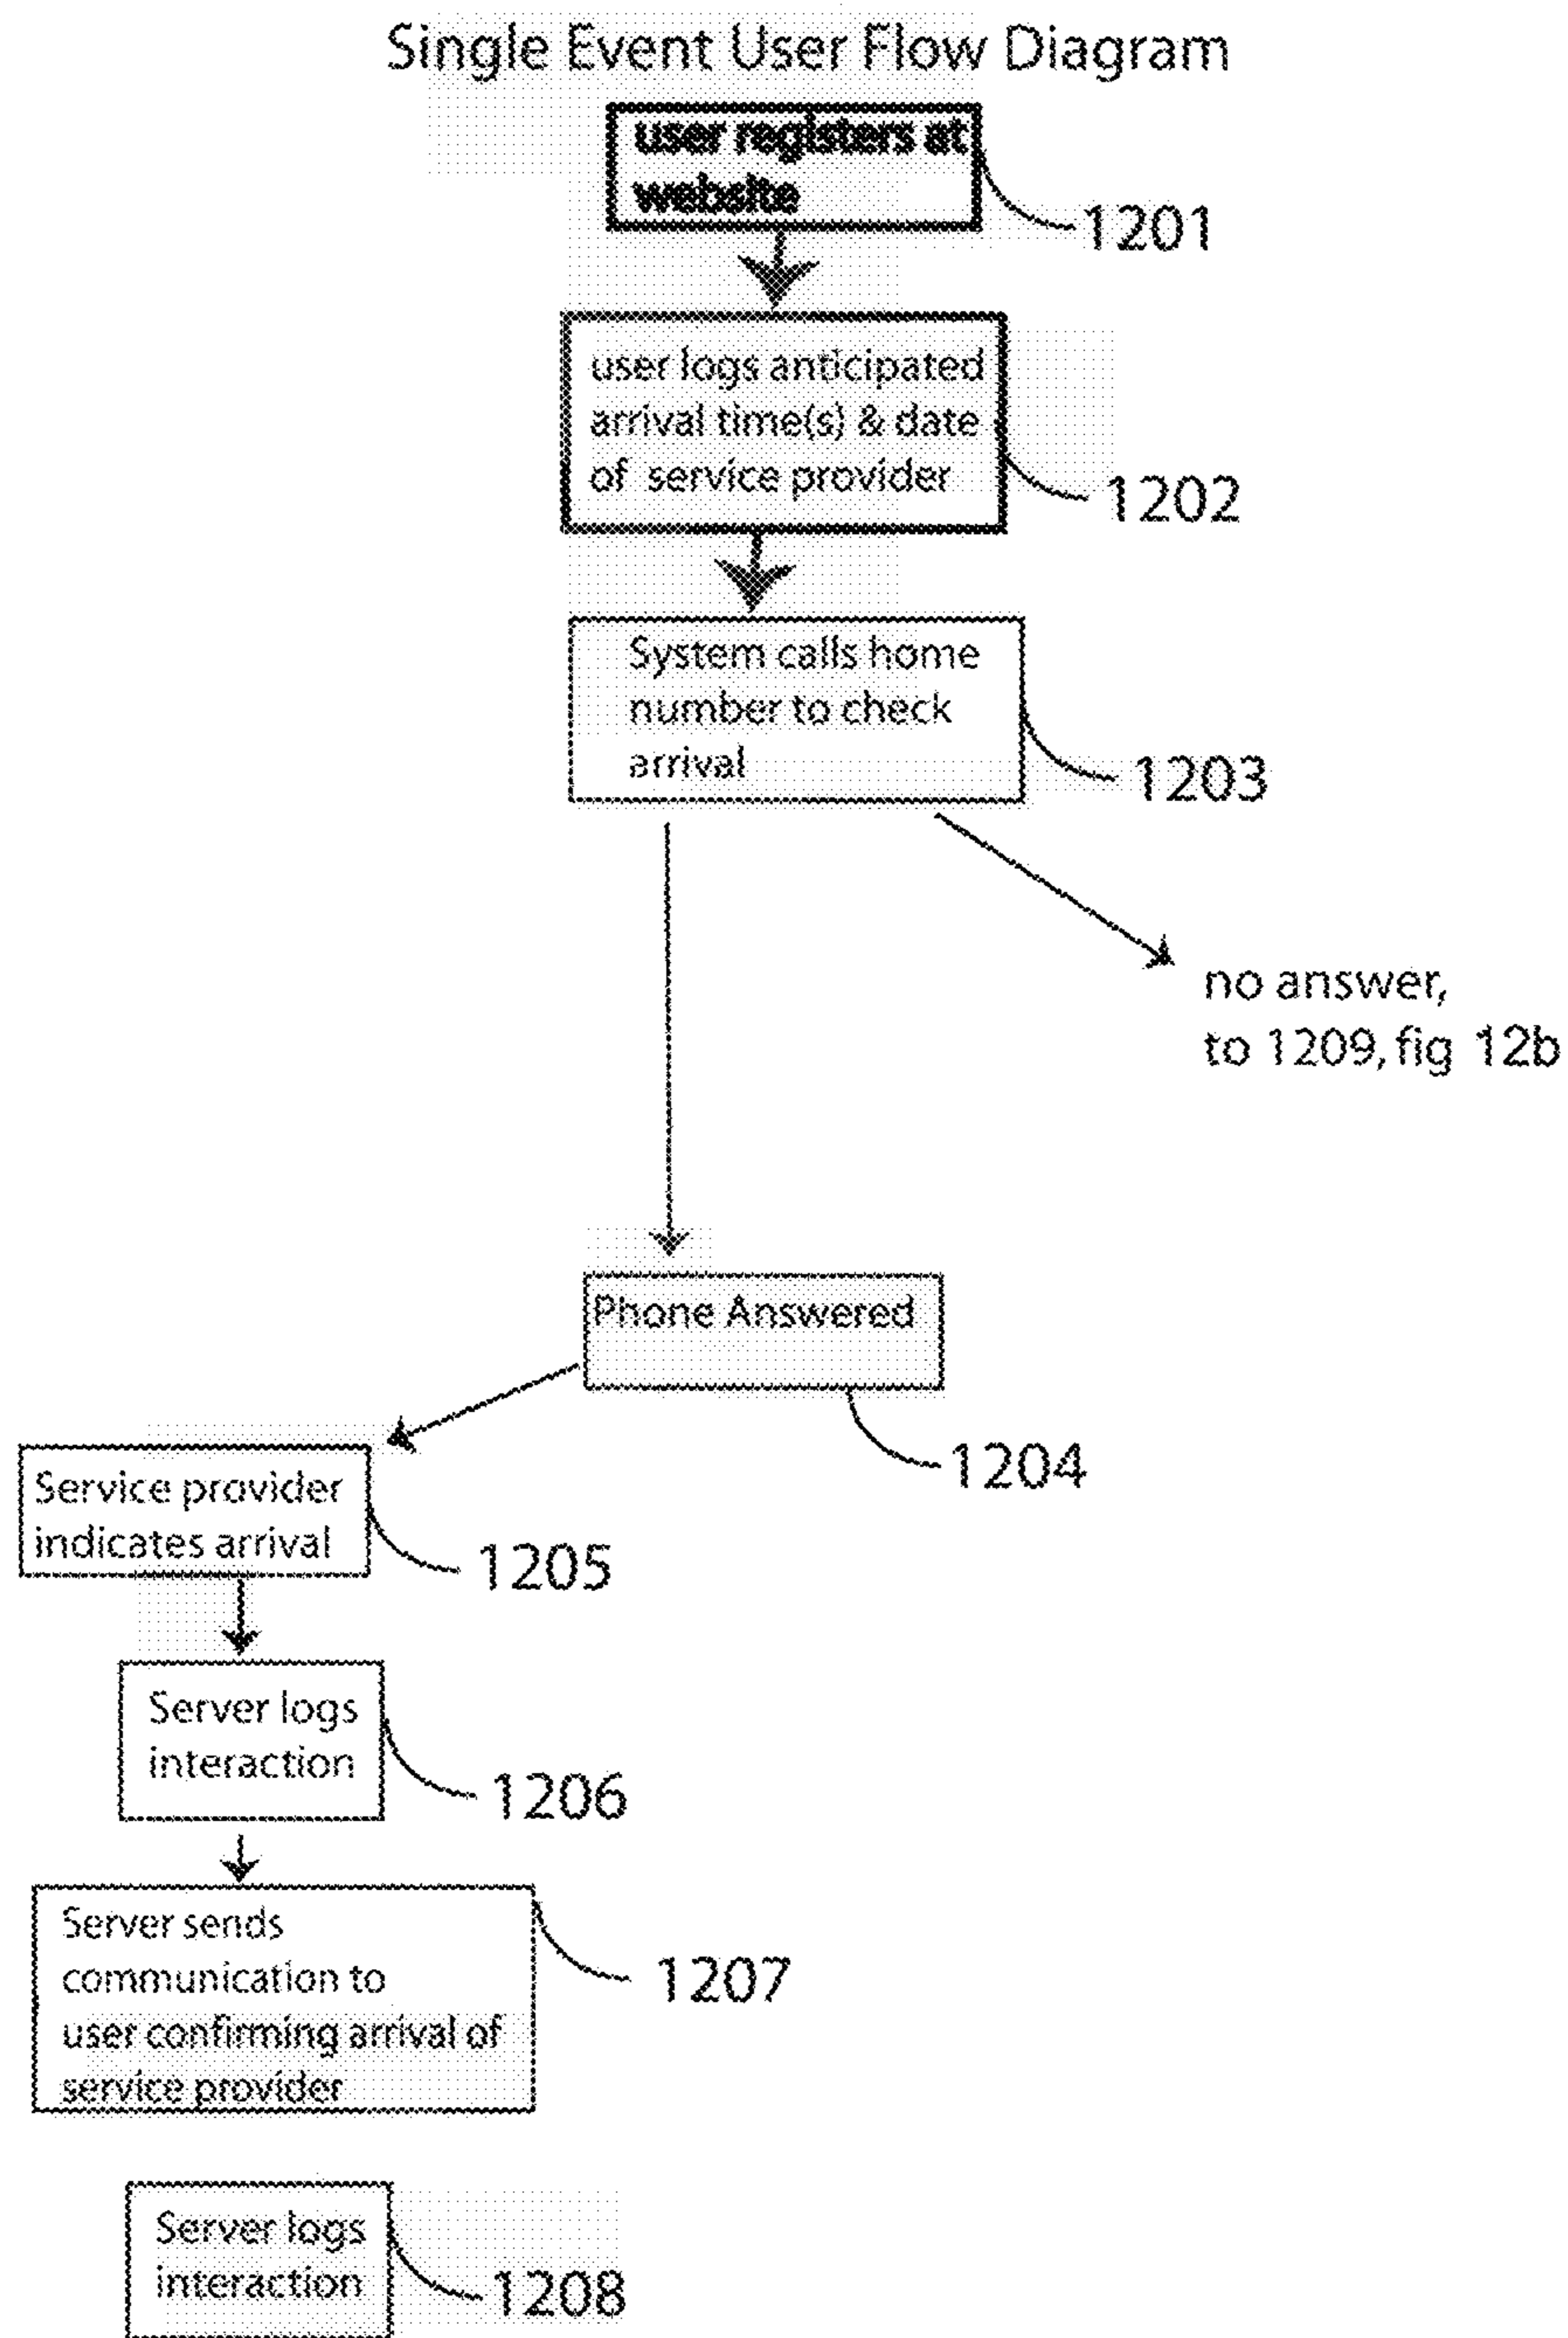 Single Event User Flow Diagram
user registers at
website
1201
user logs anticipated
arrival time(s) & date
of service provider
1202
System calls home
number to check
arrival
1203
no answer,
to 1209, fig 12b
Phone Answered
1204
Service provider
indicates arrival
1205
Server logs
interaction
1206
Server sends
communication to
user confirming arrival of
service provider
1207
Server logs
interaction
1208